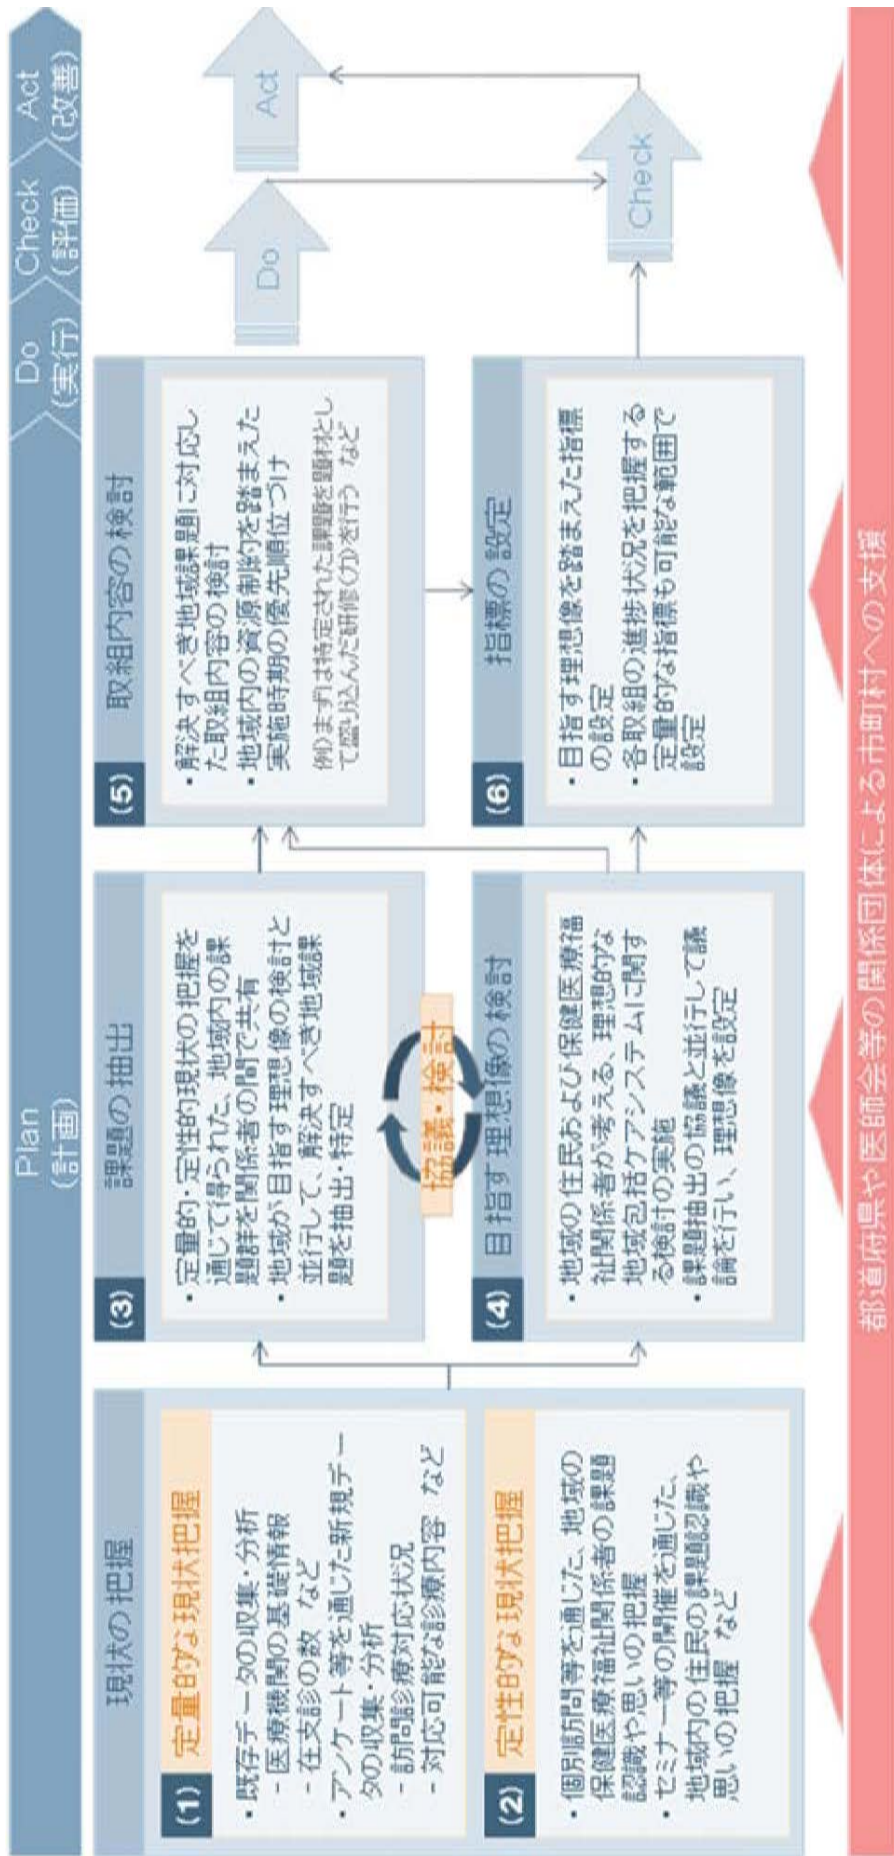 Plan
(計画)
Do
(実行)
Check
(評価)
Act
(改善)
現状の把握
(1) 定量的な現状把握
・既存データの収集・分析
- 医療機関の基礎情報
- 在支診の数 など
・アンケート等を通じた新規デー
タの収集・分析
- 訪問診療対応状況
- 対応可能な診療内容 など
(2) 定性的な現状把握
・個別訪問等を通じた、地域の
保健医療福祉関係者の課題
認識や思いの把握
・セミナー等の開催を通じた、
地域内の住民の課題認識や
思いの把握 など
(3) 課題の抽出
・定量的・定性的現状の把握を
通じて得られた、地域内の課
題群を関係者の間で共有
・地域が目指す理想像の検討と
並行して、解決すべき地域課
題を抽出・特定
協議・検討
(4) 目指す理想像の検討
・地域の住民および保健医療福
祉関係者が考える、理想的な
地域包括ケアシステムに関す
る検討の実施
・課題抽出の協議と並行して議
論を行い、理想像を設定
(5) 取組内容の検討
・解決すべき地域課題に対応し
た取組内容の検討
・地域内の資源制約を踏まえた
実施時期の優先順位づけ
例)まずは特定された課題を題材とし
て盛り込んだ研修(力)を行う など
(6) 指標の設定
・目指す理想像を踏まえた指標
の設定
・各取組の進捗状況を把握する
定量的な指標も可能な範囲で
設定
Do
Check
Act
都道府県や医師会等の関係団体による市町村への支援